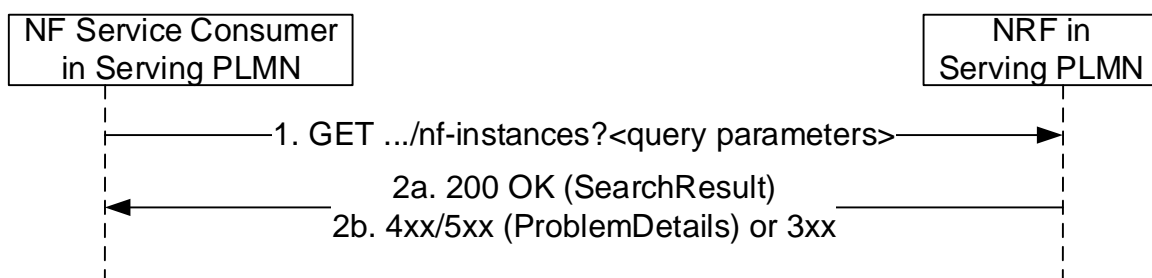 NF Service Consumer
in Serving PLMN
NRF in
Serving PLMN
1. GET .../nf-instances?<query parameters>
2a. 200 OK (SearchResult)
2b. 4xx/5xx (ProblemDetails) or 3xx